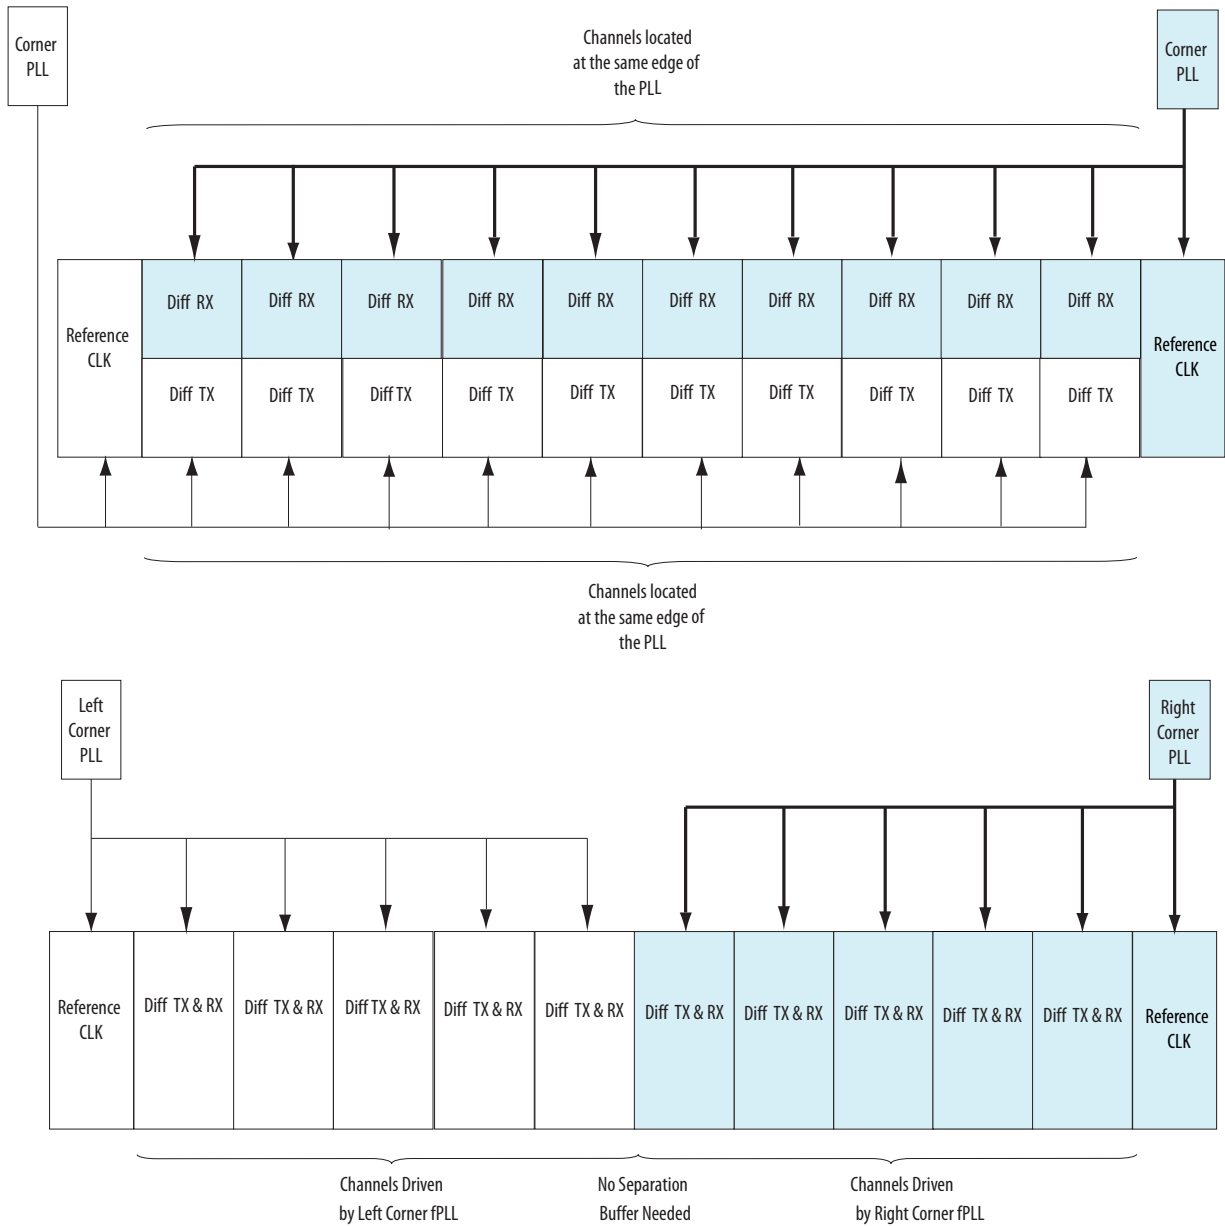 Corner
PLL
Channels located
at the same edge of
the PLL
Corner
PLL
Reference
CLK
Diff RX
Diff RX
Diff RX
Diff RX
Diff RX
Diff RX
Diff RX
Diff RX
Diff RX
Diff RX
Reference
CLK
Diff TX
Diff TX
Diff TX
Diff TX
Diff TX
Diff TX
Diff TX
Diff TX
Diff TX
Diff TX
Channels located
at the same edge of
the PLL
Left
Corner
PLL
Right
Corner
PLL
Reference
CLK
Diff TX & RX
Diff TX & RX
Diff TX & RX
Diff TX & RX
Diff TX & RX
Diff TX & RX
Diff TX & RX
Diff TX & RX
Diff TX & RX
Diff TX & RX
Reference
CLK
Channels Driven
by Left Corner fPLL
No Separation
Buffer Needed
Channels Driven
by Right Corner fPLL